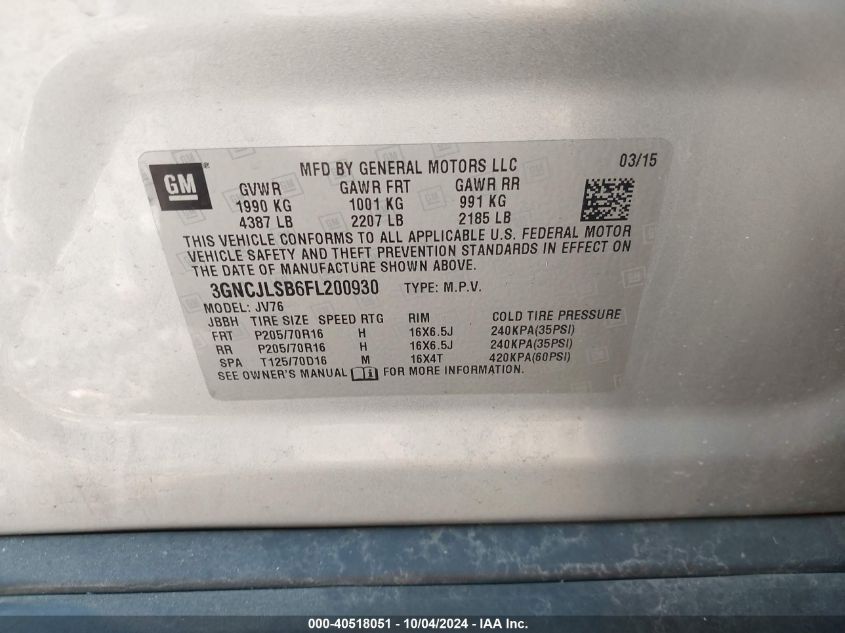 GM
MFD BY GENERAL MOTORS LLC 03/15
GVWR GAWR FRT GAWR RR
1990 KG 1001 KG 991 KG
4387 LB 2207 LB 2185 LB
THIS VEHICLE CONFORMS TO ALL APPLICABLE U.S. FEDERAL MOTOR
VEHICLE SAFETY AND THEFT PREVENTION STANDARDS IN EFFECT ON
THE DATE OF MANUFACTURE SHOWN ABOVE.
3GNCJLSB6FL200930 TYPE: M.P.V.
MODEL: JV76
JBBH TIRE SIZE SPEED RTG RIM COLD TIRE PRESSURE
FRT P205/70R16 H 16X6.5J 240KPA(35PSI)
RR P205/70R16 H 16X6.5J 240KPA(35PSI)
SPA T125/70D16 M 16X4T 420KPA(60PSI)
SEE OWNER'S MANUAL FOR MORE INFORMATION.
000-40518051 - 10/04/2024 - IAA Inc.